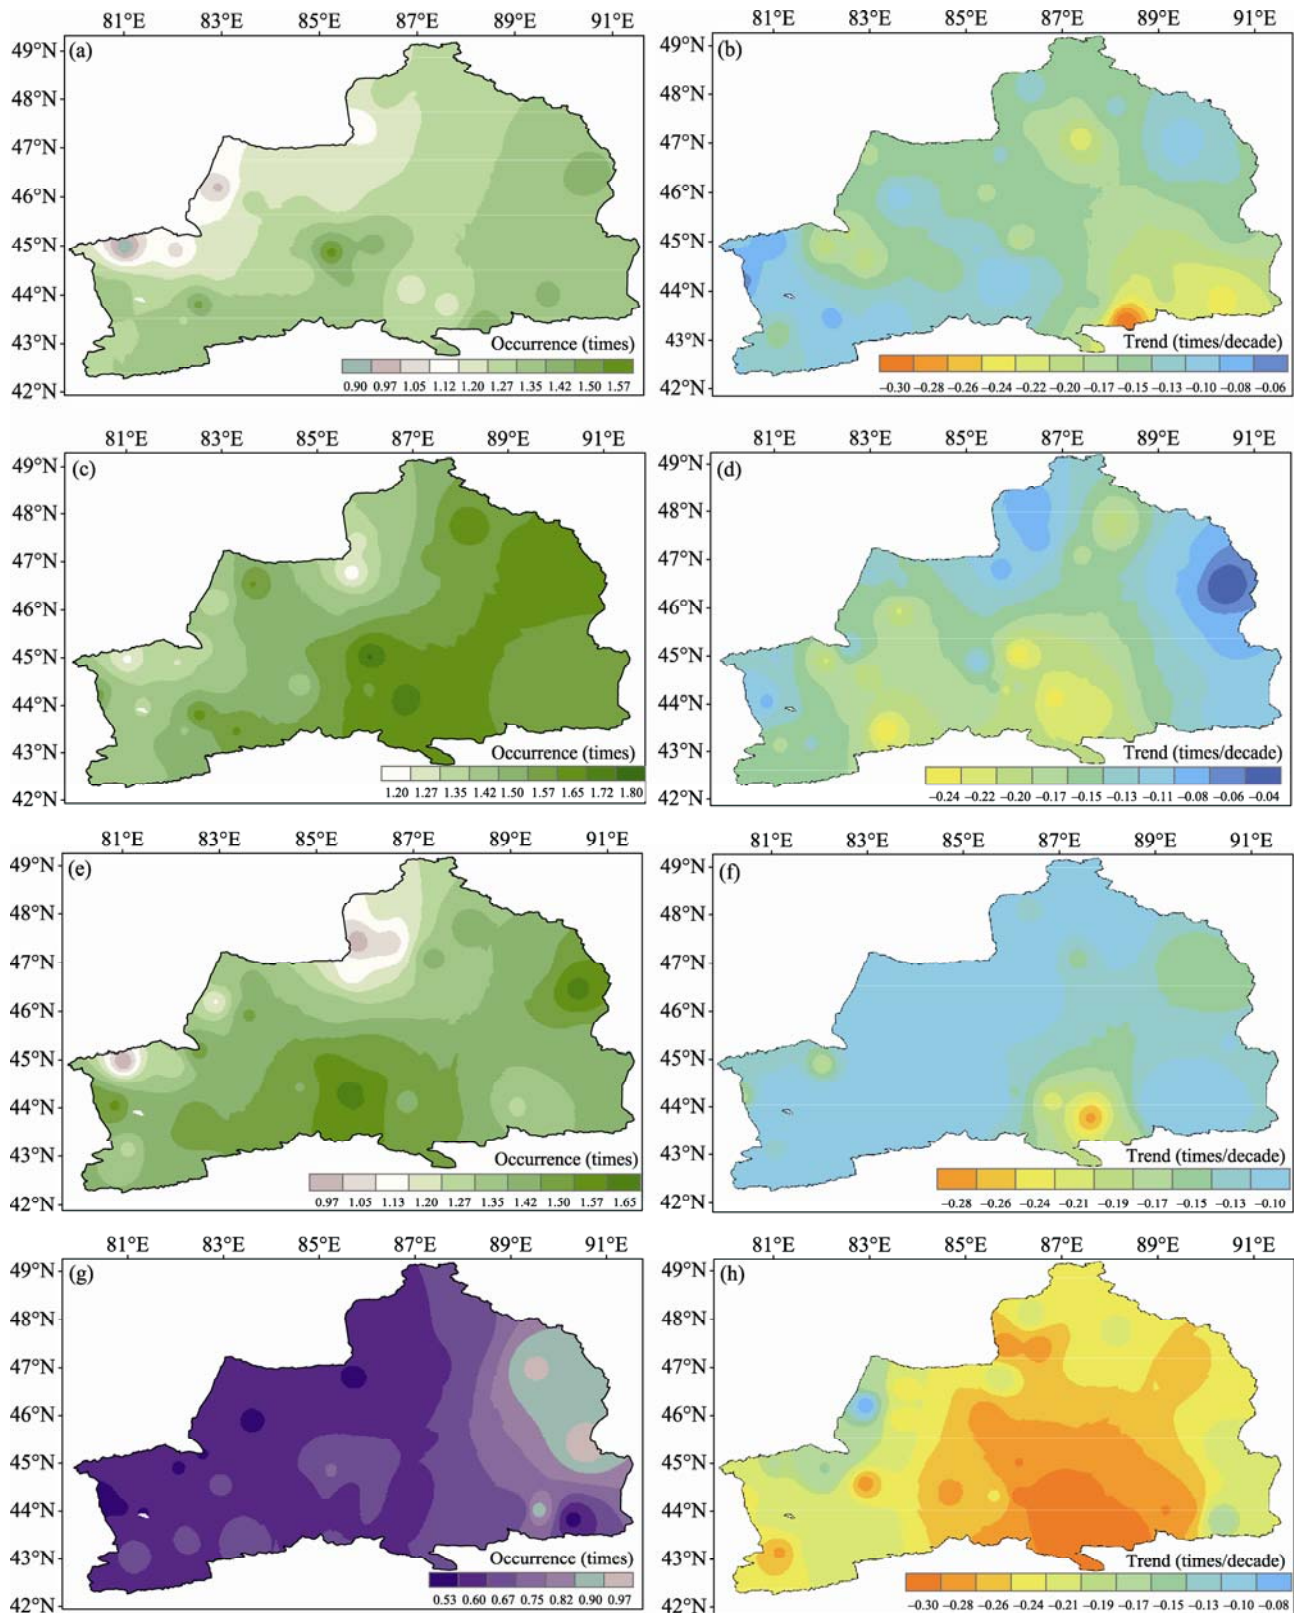 81°E 83°E 85°E 87°E 89°E 91°E
81°E 83°E 85°E 87°E 89°E 91°E
49°N
48°N
47°N
46°N
45°N
44°N
43°N
42°N
(a)
Occurrence (times)
0.90 0.97 1.05 1.12 1.20 1.27 1.35 1.42 1.50 1.57
49°N
48°N
47°N
46°N
45°N
44°N
43°N
42°N
(b)
Trend (times/decade)
–0.30 –0.28 –0.26 –0.24 –0.22 –0.20 –0.17 –0.15 –0.13 –0.10 –0.08 –0.06
81°E 83°E 85°E 87°E 89°E 91°E
81°E 83°E 85°E 87°E 89°E 91°E
49°N
48°N
47°N
46°N
45°N
44°N
43°N
42°N
(c)
Occurrence (times)
1.20 1.27 1.35 1.42 1.50 1.57 1.65 1.72 1.80
49°N
48°N
47°N
46°N
45°N
44°N
43°N
42°N
(d)
Trend (times/decade)
–0.24 –0.22 –0.20 –0.17 –0.15 –0.13 –0.11 –0.08 –0.06 –0.04
81°E 83°E 85°E 87°E 89°E 91°E
81°E 83°E 85°E 87°E 89°E 91°E
49°N
48°N
47°N
46°N
45°N
44°N
43°N
42°N
(e)
Occurrence (times)
0.97 1.05 1.13 1.20 1.27 1.35 1.42 1.50 1.57 1.65
49°N
48°N
47°N
46°N
45°N
44°N
43°N
42°N
(f)
Trend (times/decade)
–0.28 –0.26 –0.24 –0.21 –0.19 –0.17 –0.15 –0.13 –0.10
81°E 83°E 85°E 87°E 89°E 91°E
81°E 83°E 85°E 87°E 89°E 91°E
49°N
48°N
47°N
46°N
45°N
44°N
43°N
42°N
(g)
Occurrence (times)
0.53 0.60 0.67 0.75 0.82 0.90 0.97
49°N
48°N
47°N
46°N
45°N
44°N
43°N
42°N
(h)
Trend (times/decade)
–0.30 –0.28 –0.26 –0.24 –0.21 –0.19 –0.17 –0.15 –0.13 –0.10 –0.08